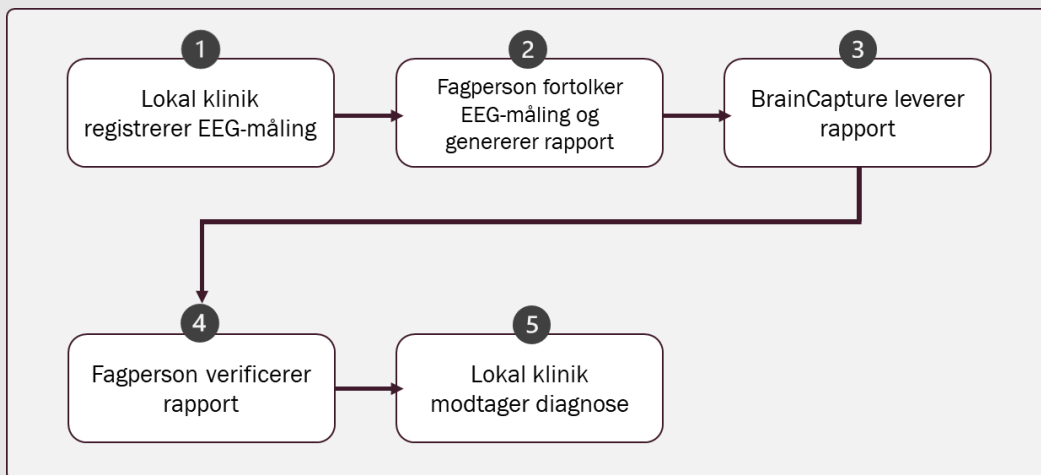 1
Lokal klinik
registrerer EEG-måling
2
Fagperson fortolker
EEG-måling og
genererer rapport
3
BrainCapture leverer
rapport
4
Fagperson verificerer
rapport
5
Lokal klinik
modtager diagnose